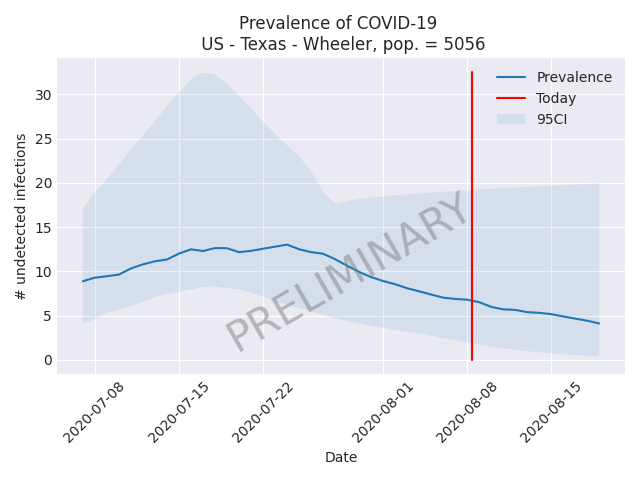 Prevalence of COVID-19
US - Texas - Wheeler, pop. = 5056
# undetected infections
30
25
20
15
10
5
0
Prevalence
Today
95CI
PRELIMINARY
2020-07-08
2020-07-15
2020-07-22
2020-08-01
2020-08-08
2020-08-15
Date